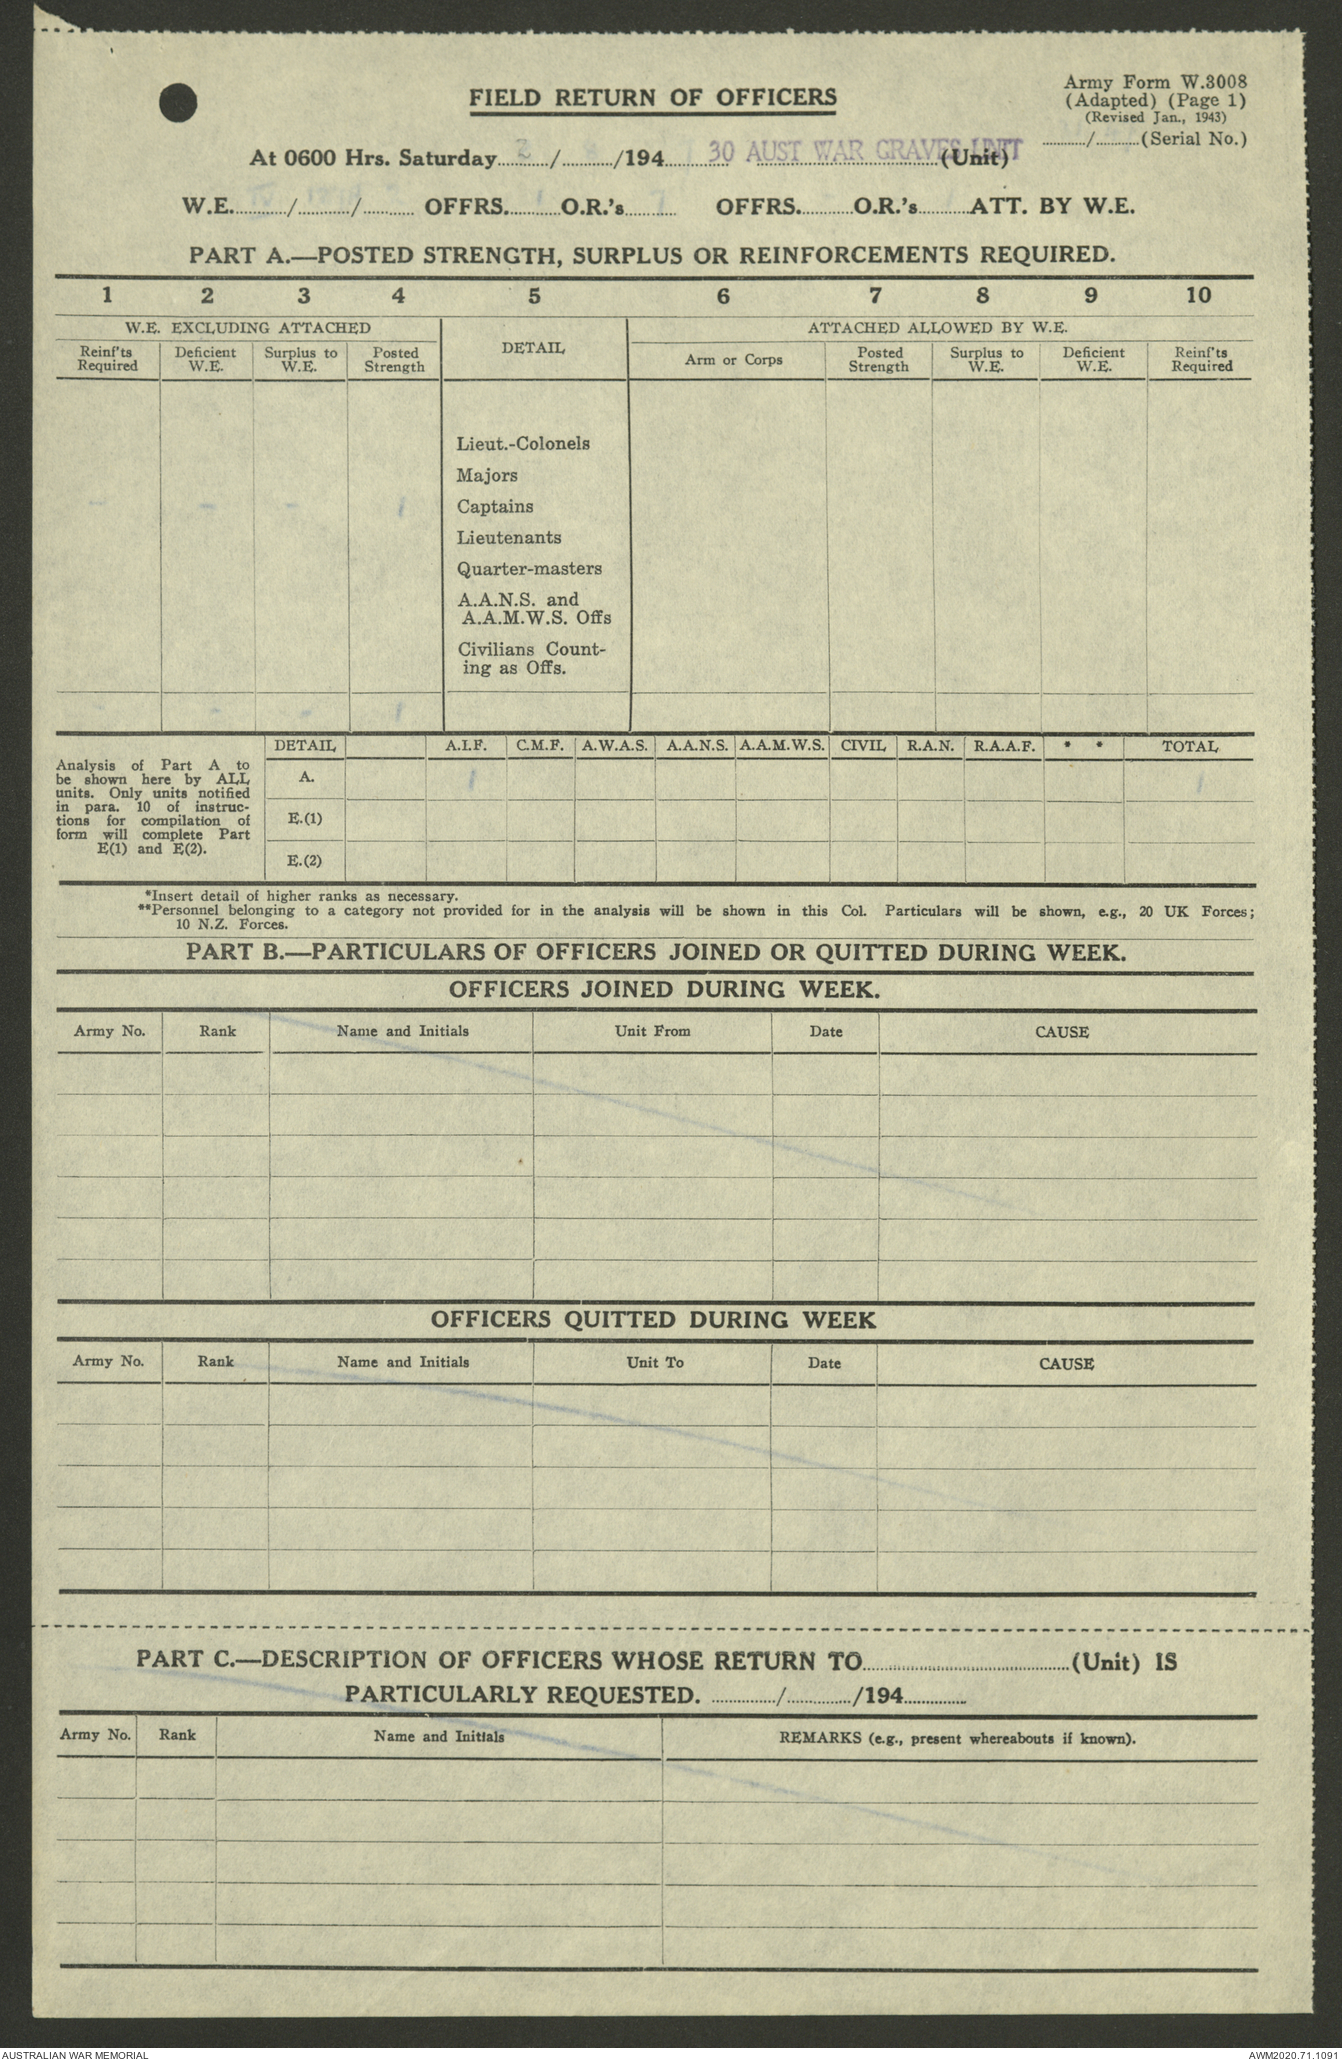 Army Form W.3008
(Adapted) (Page 1)
(Revised Jan., 1943)
........../..........(Serial No.)
FIELD RETURN OF OFFICERS
At 0600 Hrs. Saturday........../........../194.......... 30 AUST WAR GRAVES UNIT (Unit)
W.E........../........../.......... OFFRS. 1 O.R.'s 7 OFFRS...........O.R.'s..........ATT. BY W.E.
PART A.—POSTED STRENGTH, SURPLUS OR REINFORCEMENTS REQUIRED.
1 2 3 4 5 6 7 8 9 10
W.E. EXCLUDING ATTACHED DETAIL ATTACHED ALLOWED BY W.E.
Reinf'ts Required Deficient W.E. Surplus to W.E. Posted Strength Arm or Corps Posted Strength Surplus to W.E. Deficient W.E. Reinf'ts Required
Lieut.-Colonels
Majors
- - - 1 Captains
Lieutenants
Quarter-masters
A.A.N.S. and
A.A.M.W.S. Offs
Civilians Count-
ing as Offs.
- - - 1
DETAIL A.I.F. C.M.F. A.W.A.S. A.A.N.S. A.A.M.W.S. CIVIL R.A.N. R.A.A.F. * * TOTAL
Analysis of Part A to
be shown here by ALL
units. Only units notified
in para. 10 of instruc-
tions for compilation of
form will complete Part
E(1) and E(2).
A. 1 1
E.(1)
E.(2)
*Insert detail of higher ranks as necessary.
**Personnel belonging to a category not provided for in the analysis will be shown in this Col. Particulars will be shown, e.g., 20 UK Forces;
10 N.Z. Forces.
PART B.—PARTICULARS OF OFFICERS JOINED OR QUITTED DURING WEEK.
OFFICERS JOINED DURING WEEK.
Army No. Rank Name and Initials Unit From Date CAUSE
OFFICERS QUITTED DURING WEEK
Army No. Rank Name and Initials Unit To Date CAUSE
PART C.—DESCRIPTION OF OFFICERS WHOSE RETURN TO..............................(Unit) IS
PARTICULARLY REQUESTED. ........../........../194..........
Army No. Rank Name and Initials REMARKS (e.g., present whereabouts if known).
AUSTRALIAN WAR MEMORIAL AWM2020.71.1091